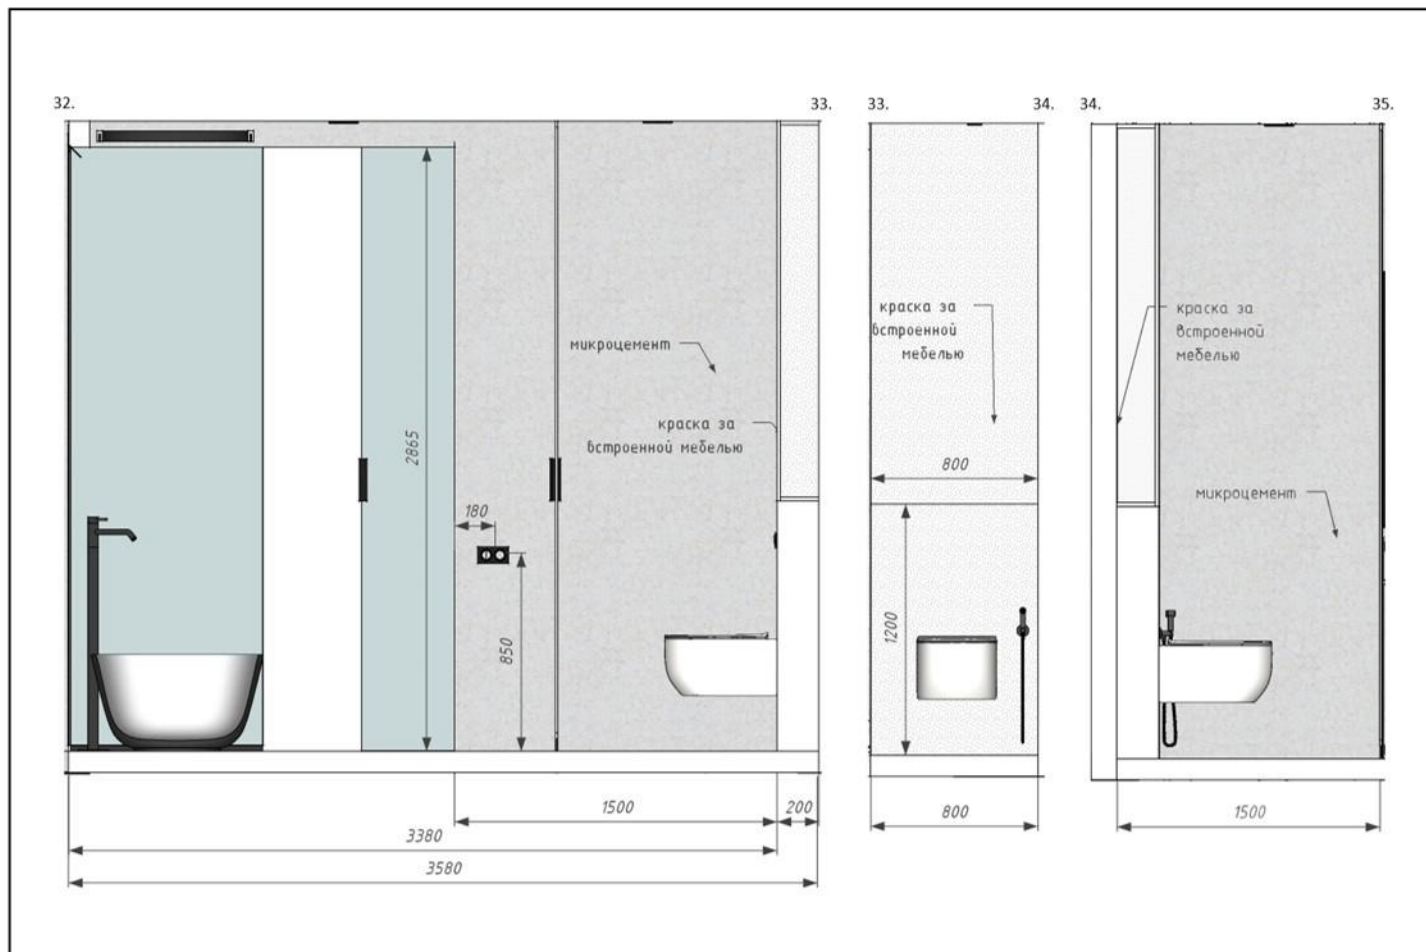 32.
33.
33.
34.
34.
35.
краска за
встроенной
мебелью
краска за
встроенной
мебелью
микроцемент
краска за
встроенной мебелью
2865
800
микроцемент
180
850
1200
1500
200
800
1500
3380
3580